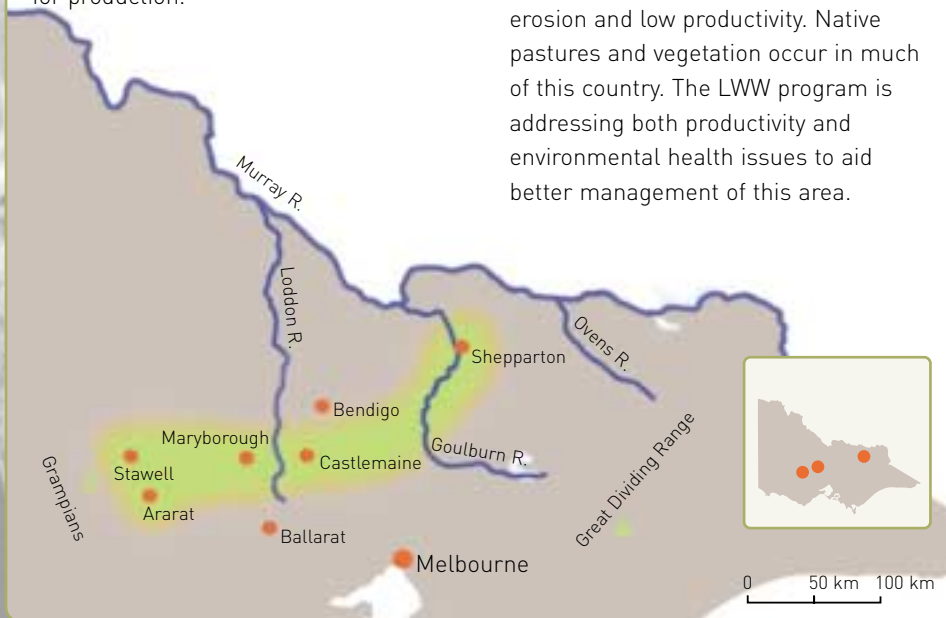 for production.
erosion and low productivity. Native
pastures and vegetation occur in much
of this country. The LWW program is
addressing both productivity and
environmental health issues to aid
better management of this area.
Murray R.
Loddon R.
Ovens R.
Shepparton
Bendigo
Maryborough
Castlemaine
Goulburn R.
Stawell
Grampians
Ararat
Great Dividing Range
Ballarat
Melbourne
0 50 km 100 km